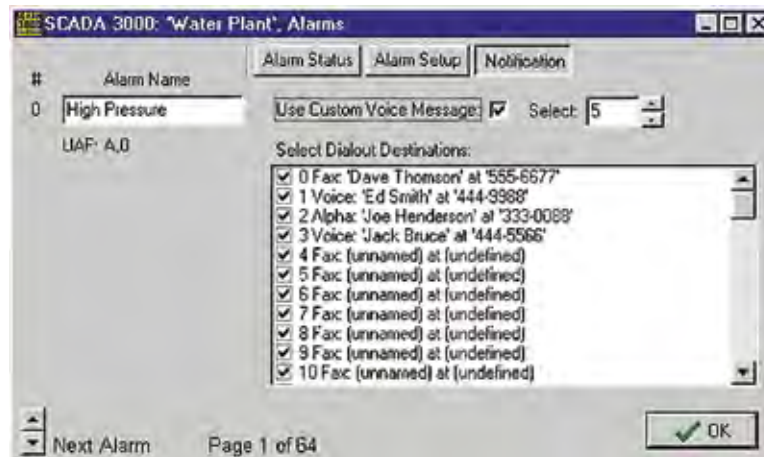 SCADA 3000: 'Water Plant', Alarms
Alarm Status Alarm Setup Notification
# Alarm Name
0 High Pressure Use Custom Voice Message: Select: 5
UAF: A,0
Select Dialout Destinations:
0 Fax: 'Dave Thomson' at '555-6677'
1 Voice: 'Ed Smith' at '444-9988'
2 Alpha: 'Joe Henderson' at '333-0088'
3 Voice: 'Jack Bruce' at '444-5566'
4 Fax: (unnamed) at (undefined)
5 Fax: (unnamed) at (undefined)
6 Fax: (unnamed) at (undefined)
7 Fax: (unnamed) at (undefined)
8 Fax: (unnamed) at (undefined)
9 Fax: (unnamed) at (undefined)
10 Fax: (unnamed) at (undefined)
Next Alarm Page 1 of 64 OK